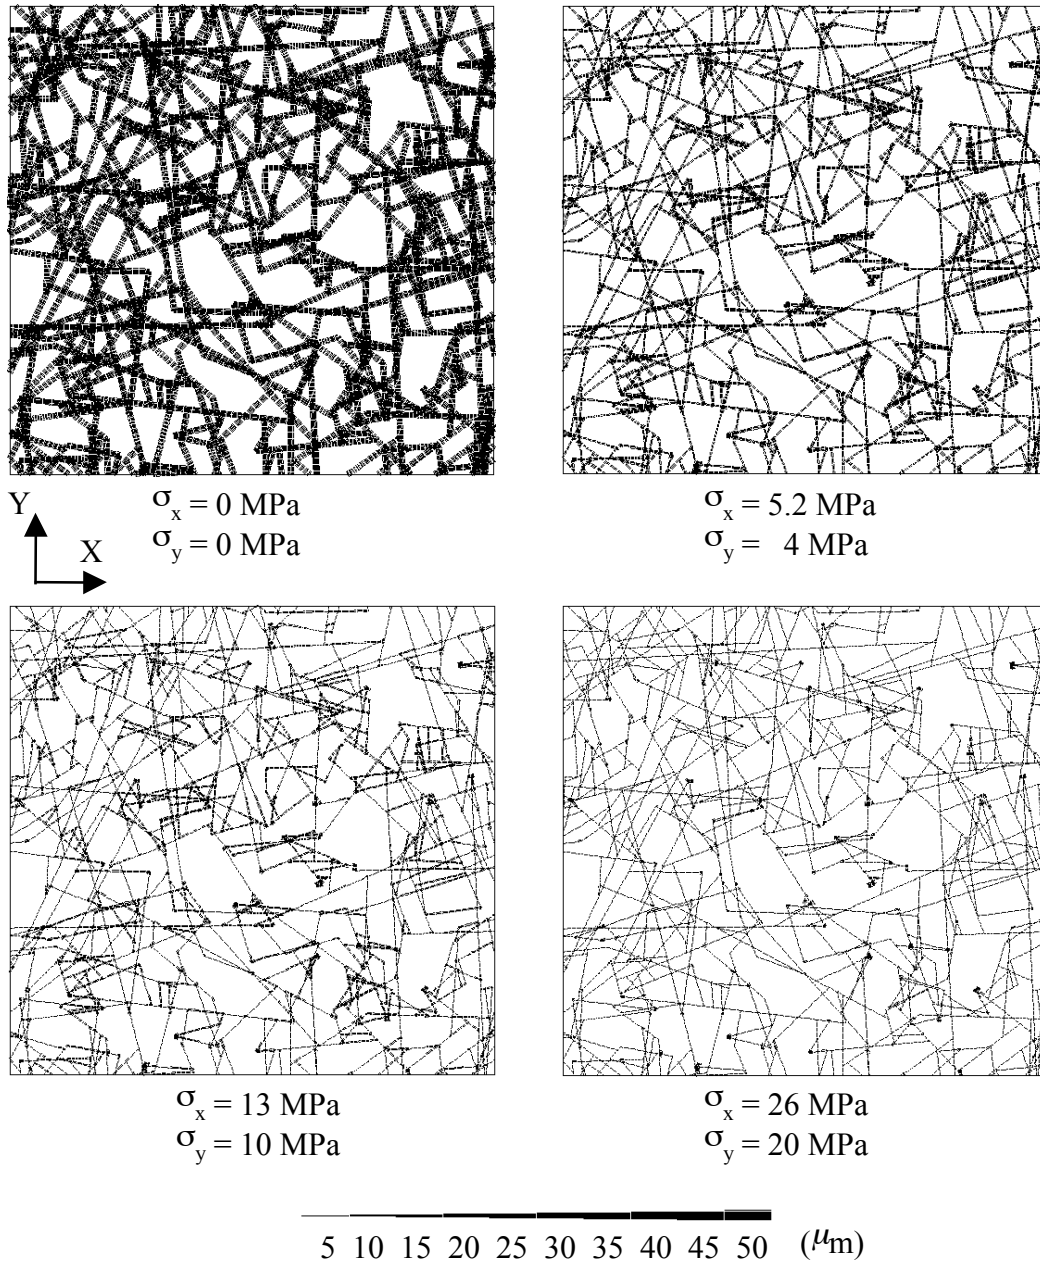 σx = 0 MPa
σy = 0 MPa
Y
X
σx = 5.2 MPa
σy = 4 MPa
σx = 13 MPa
σy = 10 MPa
σx = 26 MPa
σy = 20 MPa
5 10 15 20 25 30 35 40 45 50 (μm)